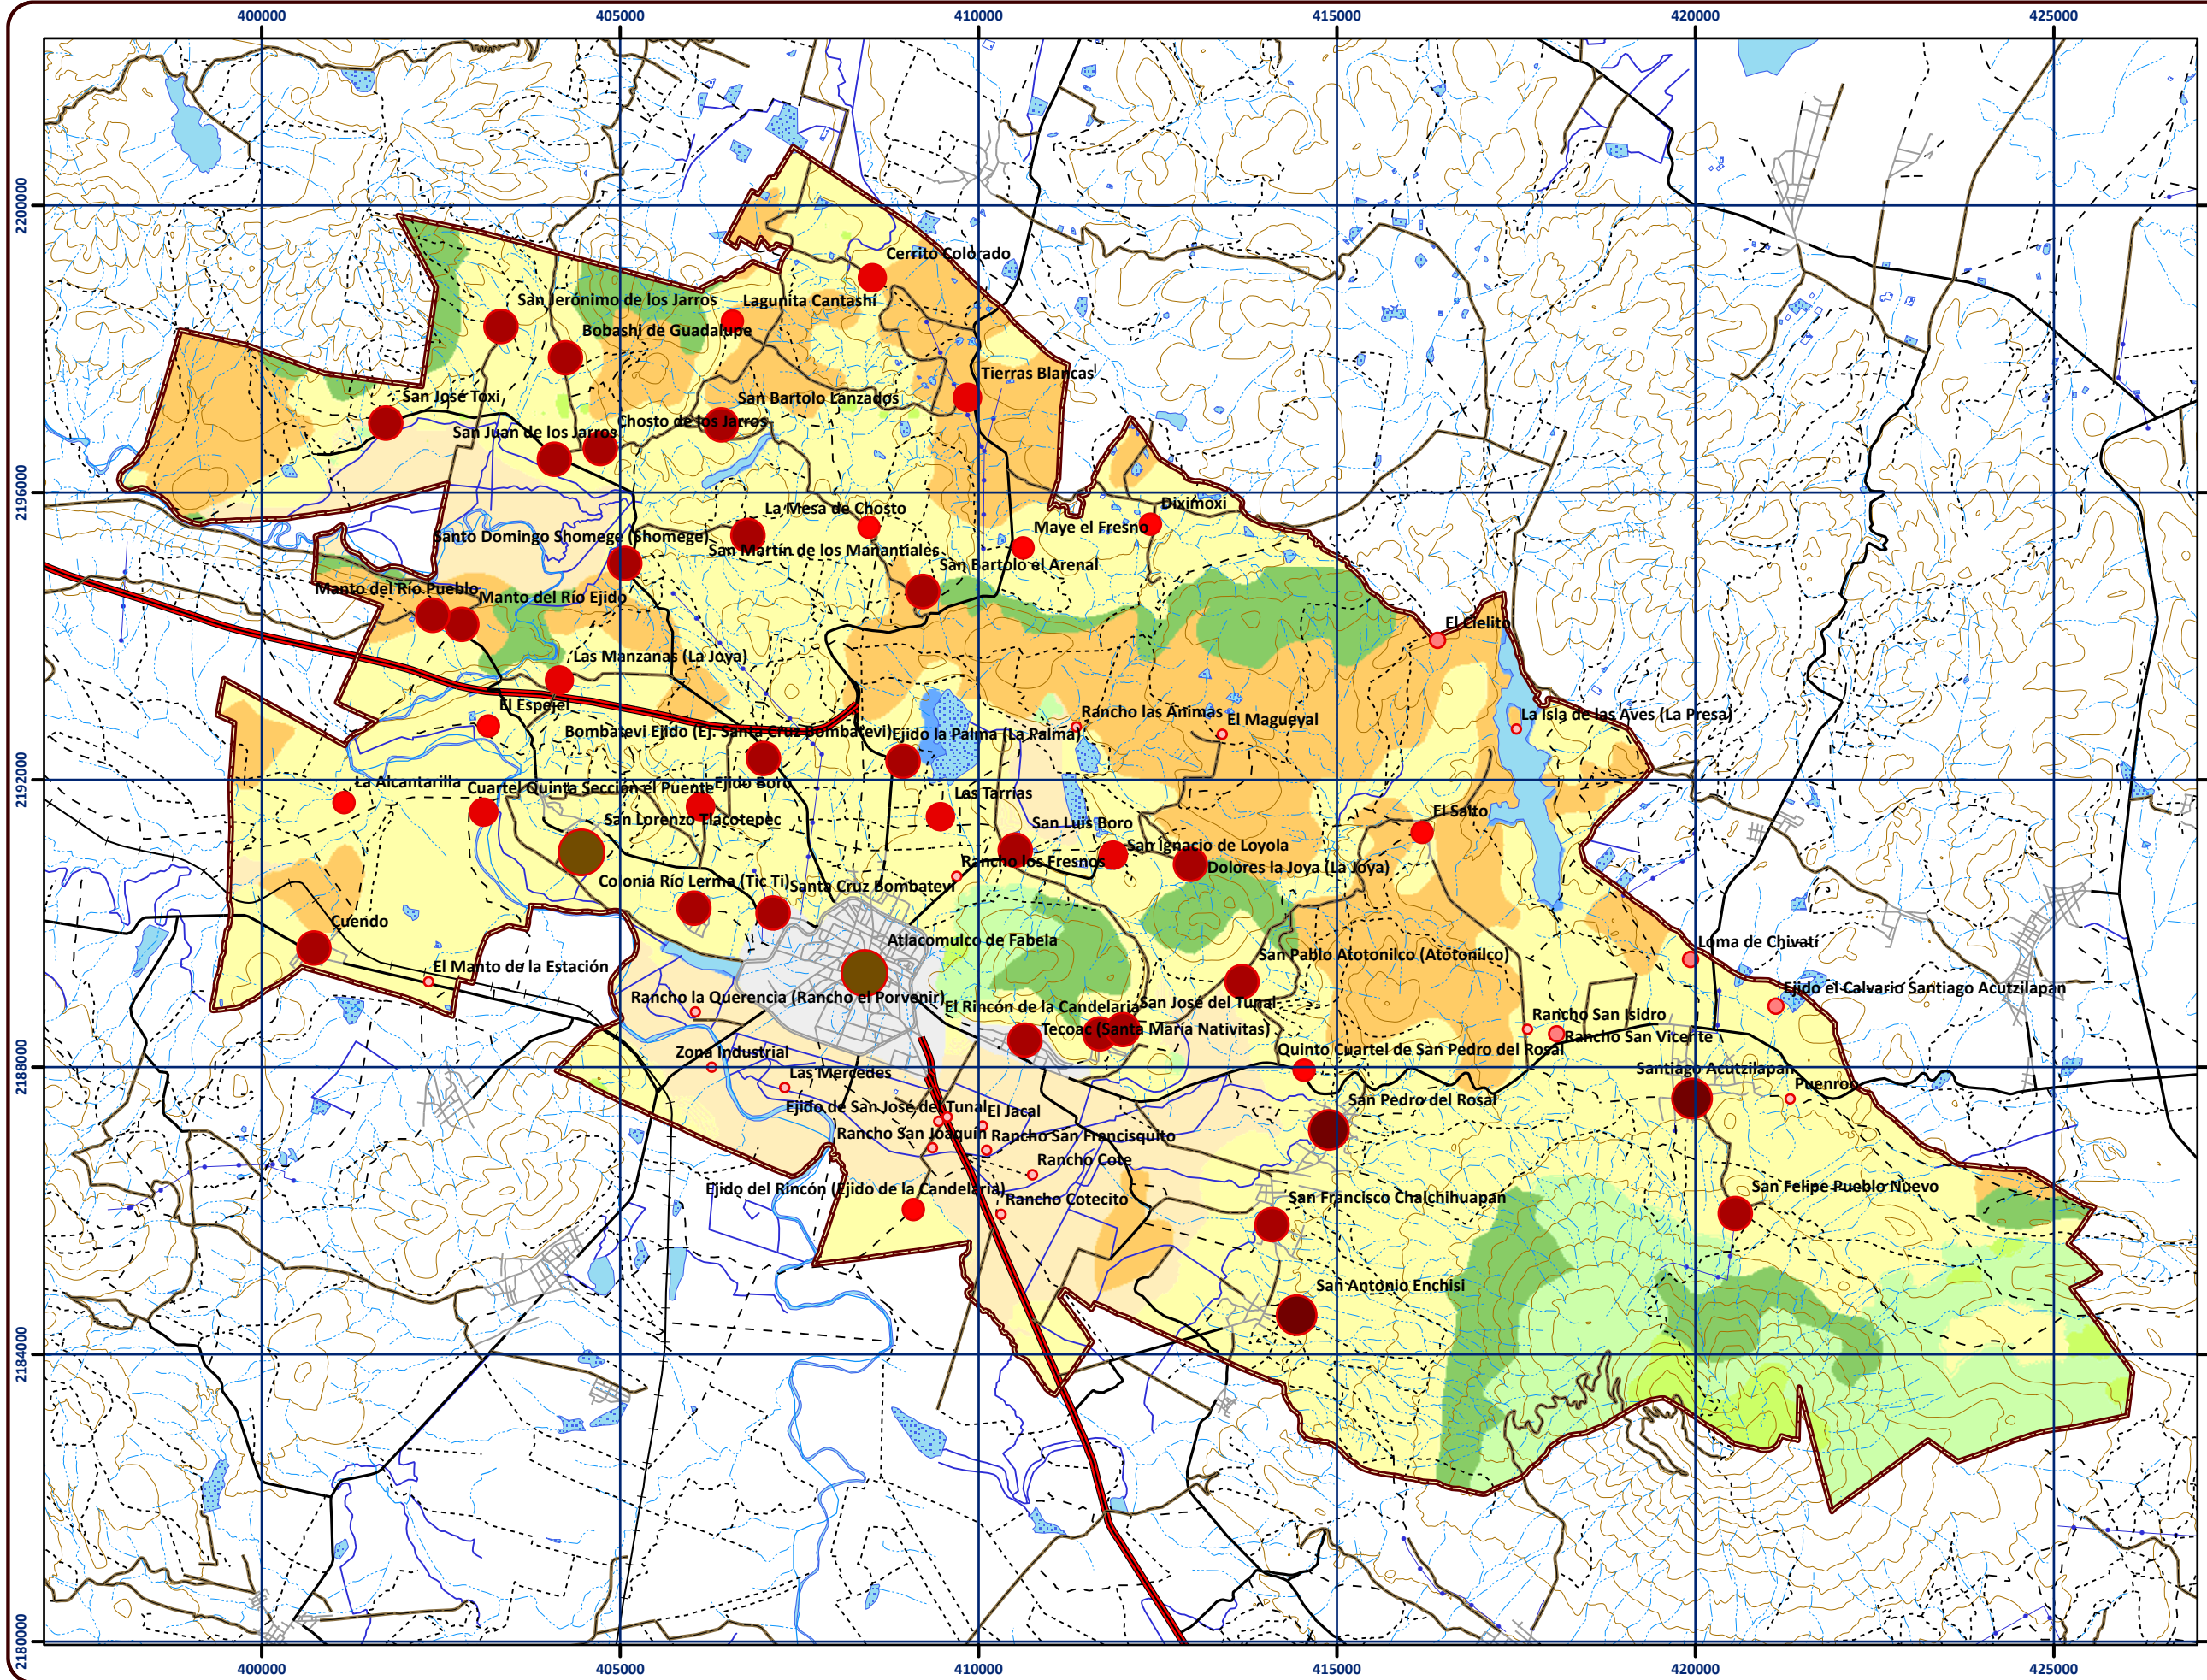 400000 405000 410000 415000 420000 425000
2200000
Cerrito Colorado
San Jerónimo de los Jarros
Lagunita Cantashi
Bobashi de Guadalupe
Tierras Blancas
San José Toxi
San Bartolo Lanzados
Chosto de los Jarros
San Juan de los Jarros
2196000
Diximoxi
La Mesa de Chosto
Maye el Fresno
Santo Domingo Shomege (Shomege)
San Martín de los Manantiales
San Bartolo el Arenal
Manto del Río Pueblo
Manto del Río Ejido
El Cielito
Las Manzanas (La Joya)
El Espejel
Rancho las Ánimas
La Isla de las Aves (La Presa)
El Magueyal
Bombatevi Ejido (Ej. Santa Cruz Bombatevi)
Ejido la Palma (La Palma)
2192000
La Alcantarilla
Ejido Boro
Cuartel Quinta Sección el Puente
Las Tarrias
El Salto
San Lorenzo Tlacotepec
San Luis Boro
San Ignacio de Loyola
Rancho los Fresnos
Dolores la Joya (La Joya)
Colonia Río Lerma (Tic Ti)
Santa Cruz Bombatevi
Cuendo
Atlacomulco de Fabela
Loma de Chivati
San Pablo Atotonilco (Atotonilco)
El Manto de la Estación
Ejido el Calvario Santiago Acutzilapan
Rancho la Querencia (Rancho el Porvenir)
El Rincón de la Candelaria
San José del Tunal
Rancho San Isidro
Tecoac (Santa María Nativitas)
Rancho San Vicente
2188000
Zona Industrial
Quinto Cuartel de San Pedro del Rosal
Santiago Acutzilapan
Las Mercedes
Puenroo
San Pedro del Rosal
Ejido de San José del Tunal
El Jacal
Rancho San Joaquín
Rancho San Francisquito
Rancho Cote
Ejido del Rincón (Ejido de la Candelaria)
San Felipe Pueblo Nuevo
Rancho Cotecito
San Francisco Chalchihuapan
San Antonio Enchisi
2184000
2180000
400000 405000 410000 415000 420000 425000